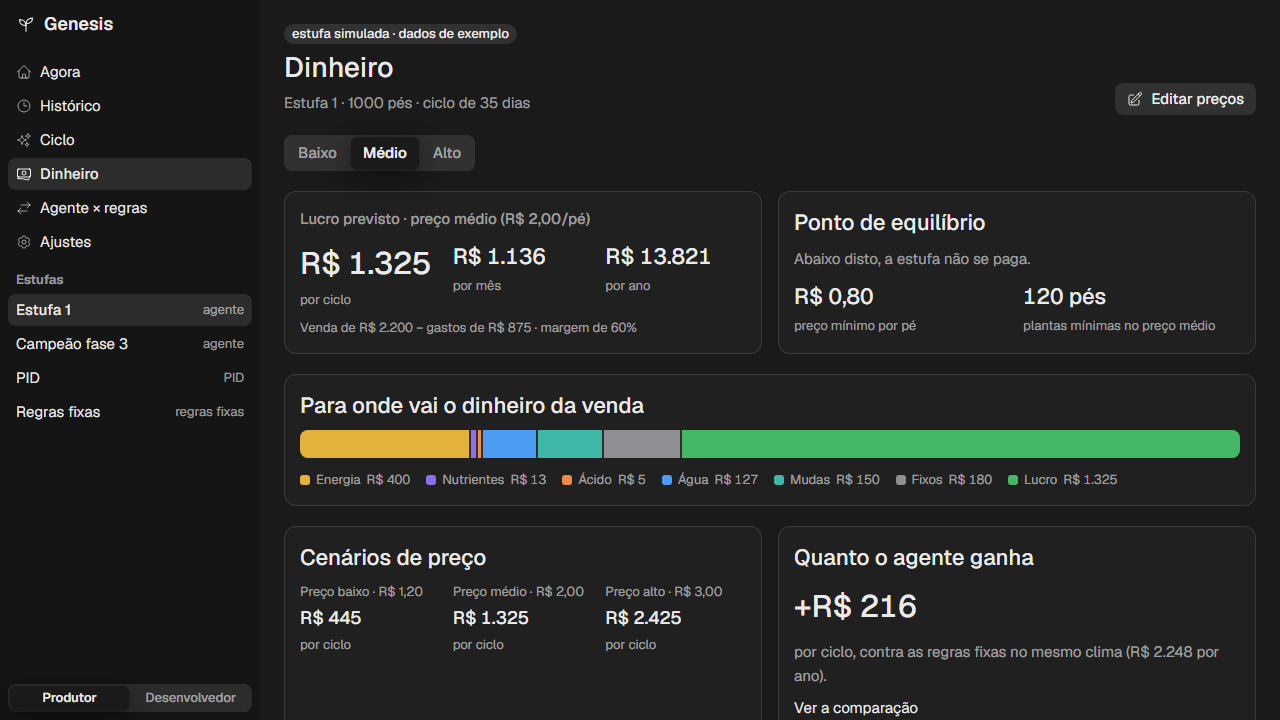 Genesis
Agora
Histórico
Ciclo
Dinheiro
Agente × regras
Ajustes
Estufas
Estufa 1 agente
Campeão fase 3 agente
PID PID
Regras fixas regras fixas
Produtor Desenvolvedor
estufa simulada · dados de exemplo
Dinheiro
Estufa 1 · 1000 pés · ciclo de 35 dias
Editar preços
Baixo Médio Alto
Lucro previsto · preço médio (R$ 2,00/pé)
R$ 1.325 R$ 1.136 R$ 13.821
por ciclo por mês por ano
Venda de R$ 2.200 − gastos de R$ 875 · margem de 60%
Ponto de equilíbrio
Abaixo disto, a estufa não se paga.
R$ 0,80 120 pés
preço mínimo por pé plantas mínimas no preço médio
Para onde vai o dinheiro da venda
Energia R$ 400 Nutrientes R$ 13 Ácido R$ 5 Água R$ 127 Mudas R$ 150 Fixos R$ 180 Lucro R$ 1.325
Cenários de preço
Preço baixo · R$ 1,20 Preço médio · R$ 2,00 Preço alto · R$ 3,00
R$ 445 R$ 1.325 R$ 2.425
por ciclo por ciclo por ciclo
Quanto o agente ganha
+R$ 216
por ciclo, contra as regras fixas no mesmo clima (R$ 2.248 por
ano).
Ver a comparação